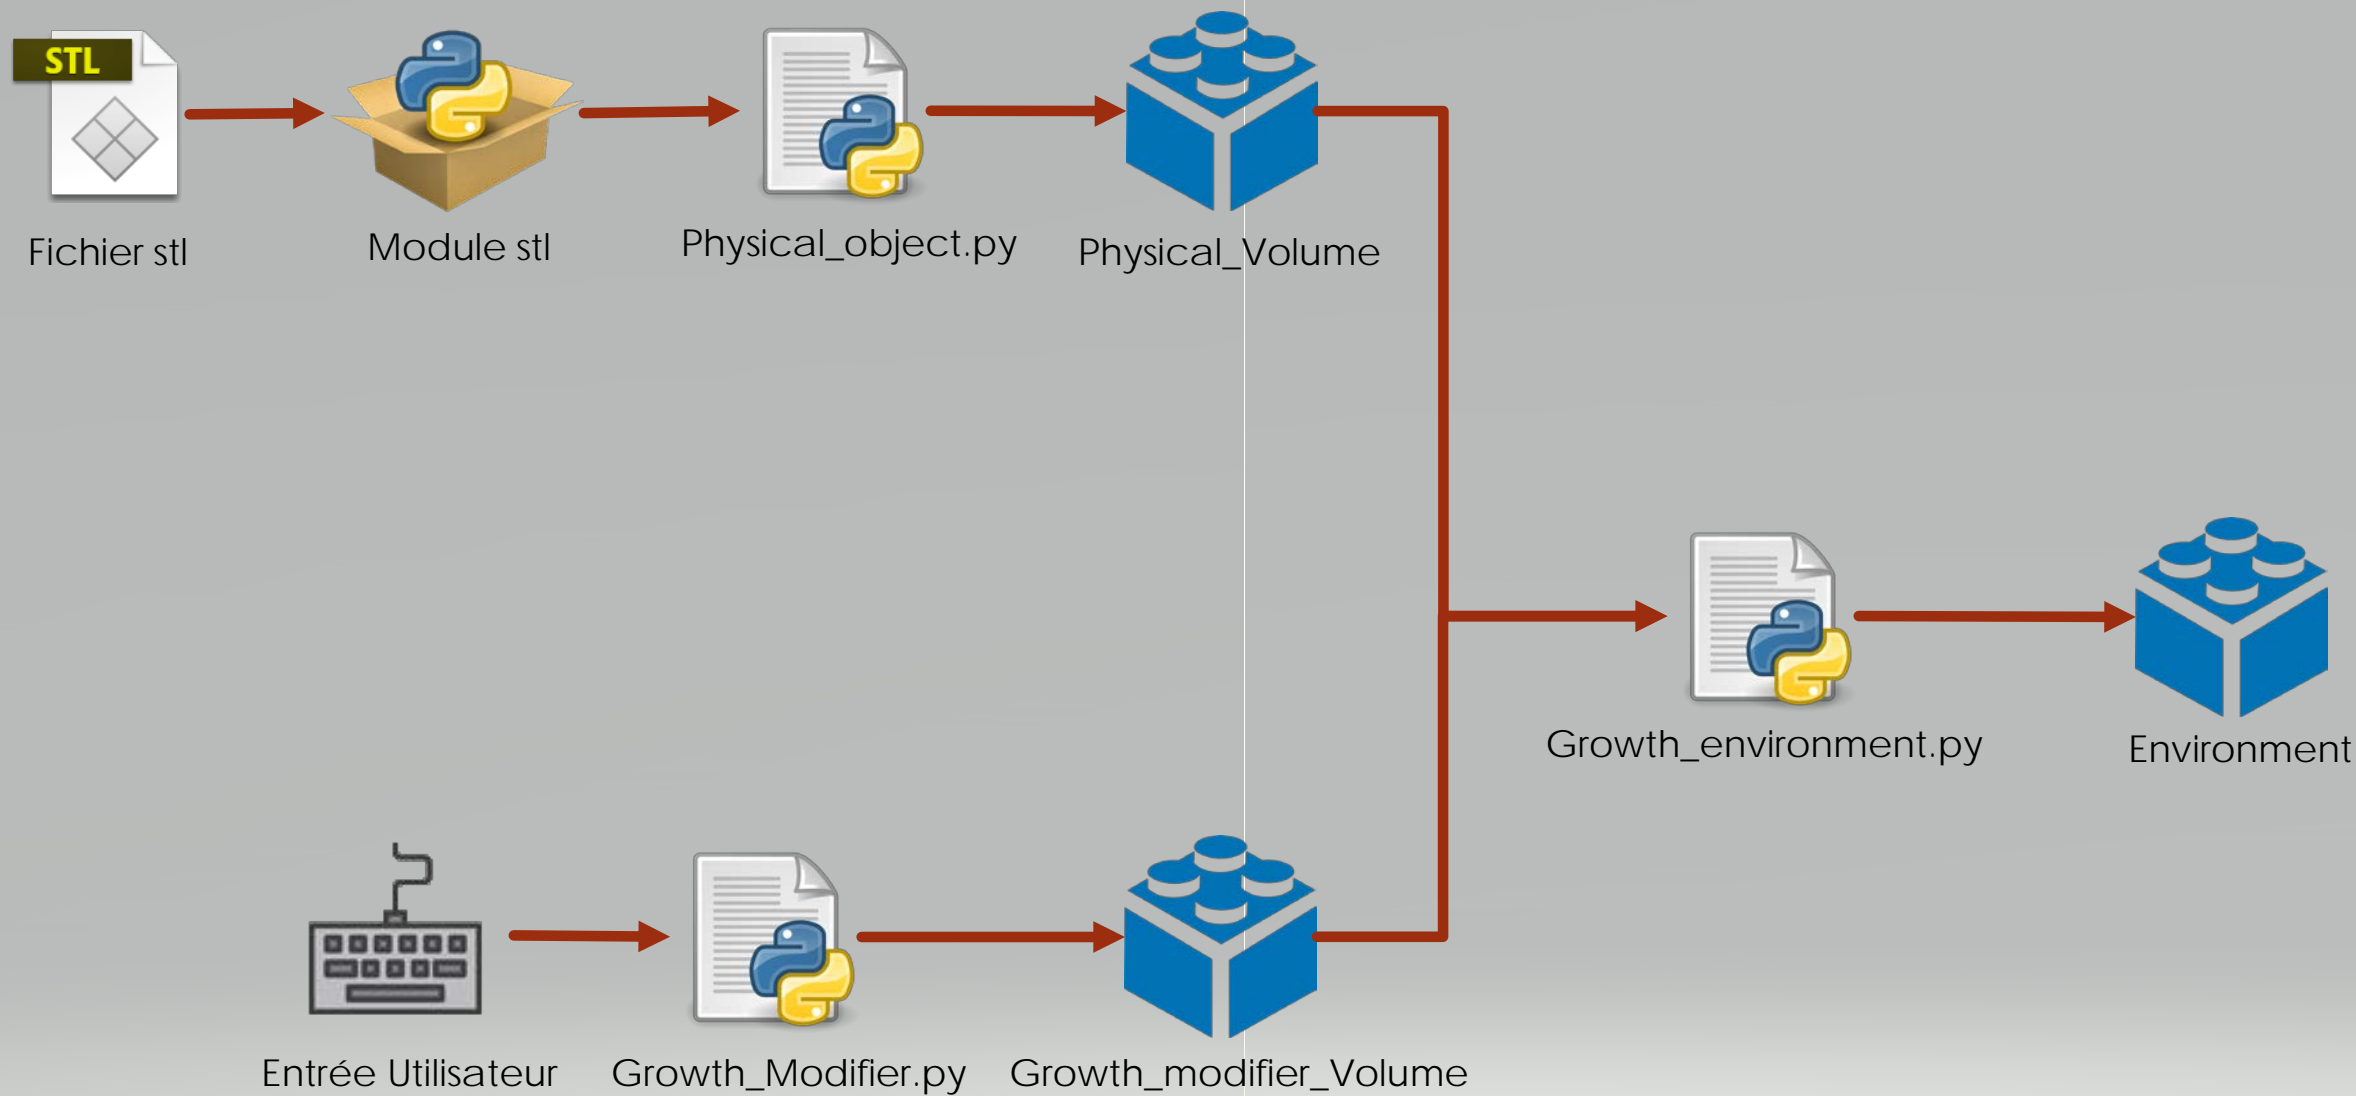 STL
Fichier stl
Module stl
Physical_object.py
Physical_Volume
Growth_environment.py
Environment
Entrée Utilisateur
Growth_Modifier.py
Growth_modifier_Volume